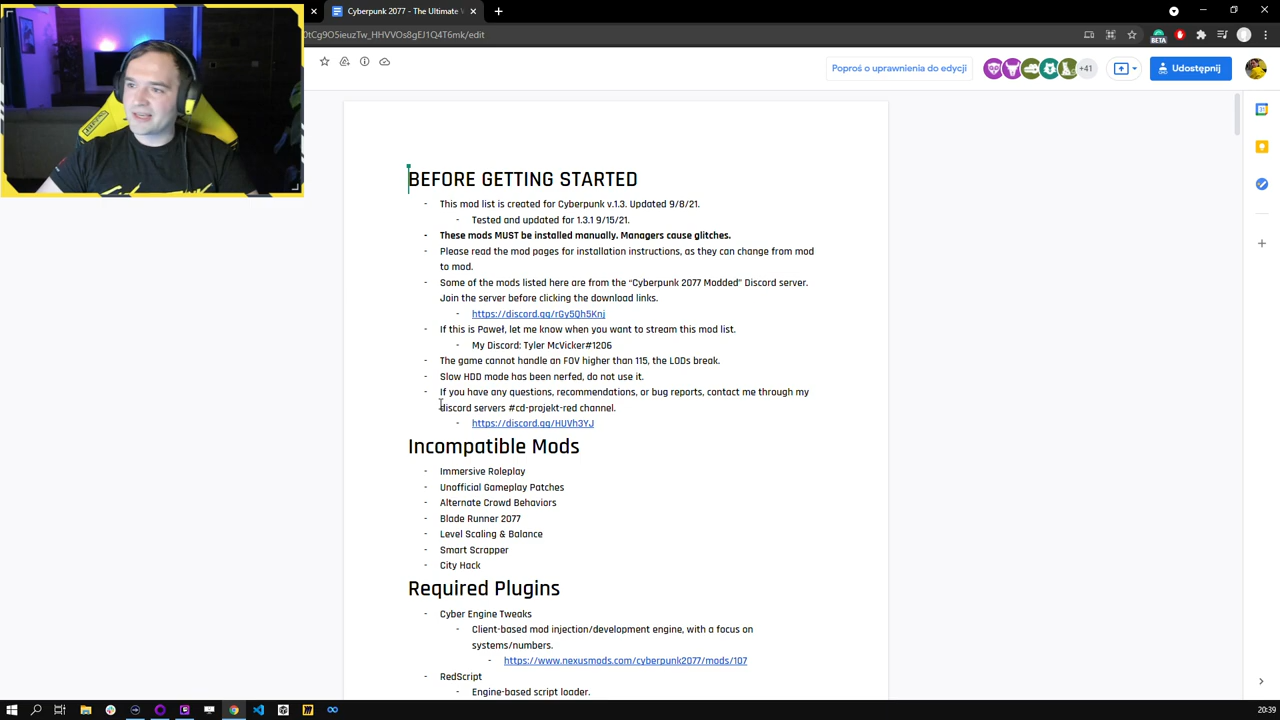 Cyberpunk 2077 - The Ultimate
tCg9O5ieuzTw_HHVVOs8gEJ1Q4T6mk/edit
BETA
Poproś o uprawnienia do edycji
+41
Udostępnij
BEFORE GETTING STARTED
- This mod list is created for Cyberpunk v.1.3. Updated 9/8/21.
- Tested and updated for 1.3.1 9/15/21.
- These mods MUST be installed manually. Managers cause glitches.
- Please read the mod pages for installation instructions, as they can change from mod
to mod.
- Some of the mods listed here are from the “Cyberpunk 2077 Modded” Discord server.
Join the server before clicking the download links.
- https://discord.gg/rGy5Qh5Knj
- If this is Paweł, let me know when you want to stream this mod list.
- My Discord: Tyler McVicker#1206
- The game cannot handle an FOV higher than 115, the LODs break.
- Slow HDD mode has been nerfed, do not use it.
- If you have any questions, recommendations, or bug reports, contact me through my
discord servers #cd-projekt-red channel.
- https://discord.gg/HUVh3YJ
Incompatible Mods
- Immersive Roleplay
- Unofficial Gameplay Patches
- Alternate Crowd Behaviors
- Blade Runner 2077
- Level Scaling & Balance
- Smart Scrapper
- City Hack
Required Plugins
- Cyber Engine Tweaks
- Client-based mod injection/development engine, with a focus on
systems/numbers.
- https://www.nexusmods.com/cyberpunk2077/mods/107
- RedScript
- Engine-based script loader.
20:39